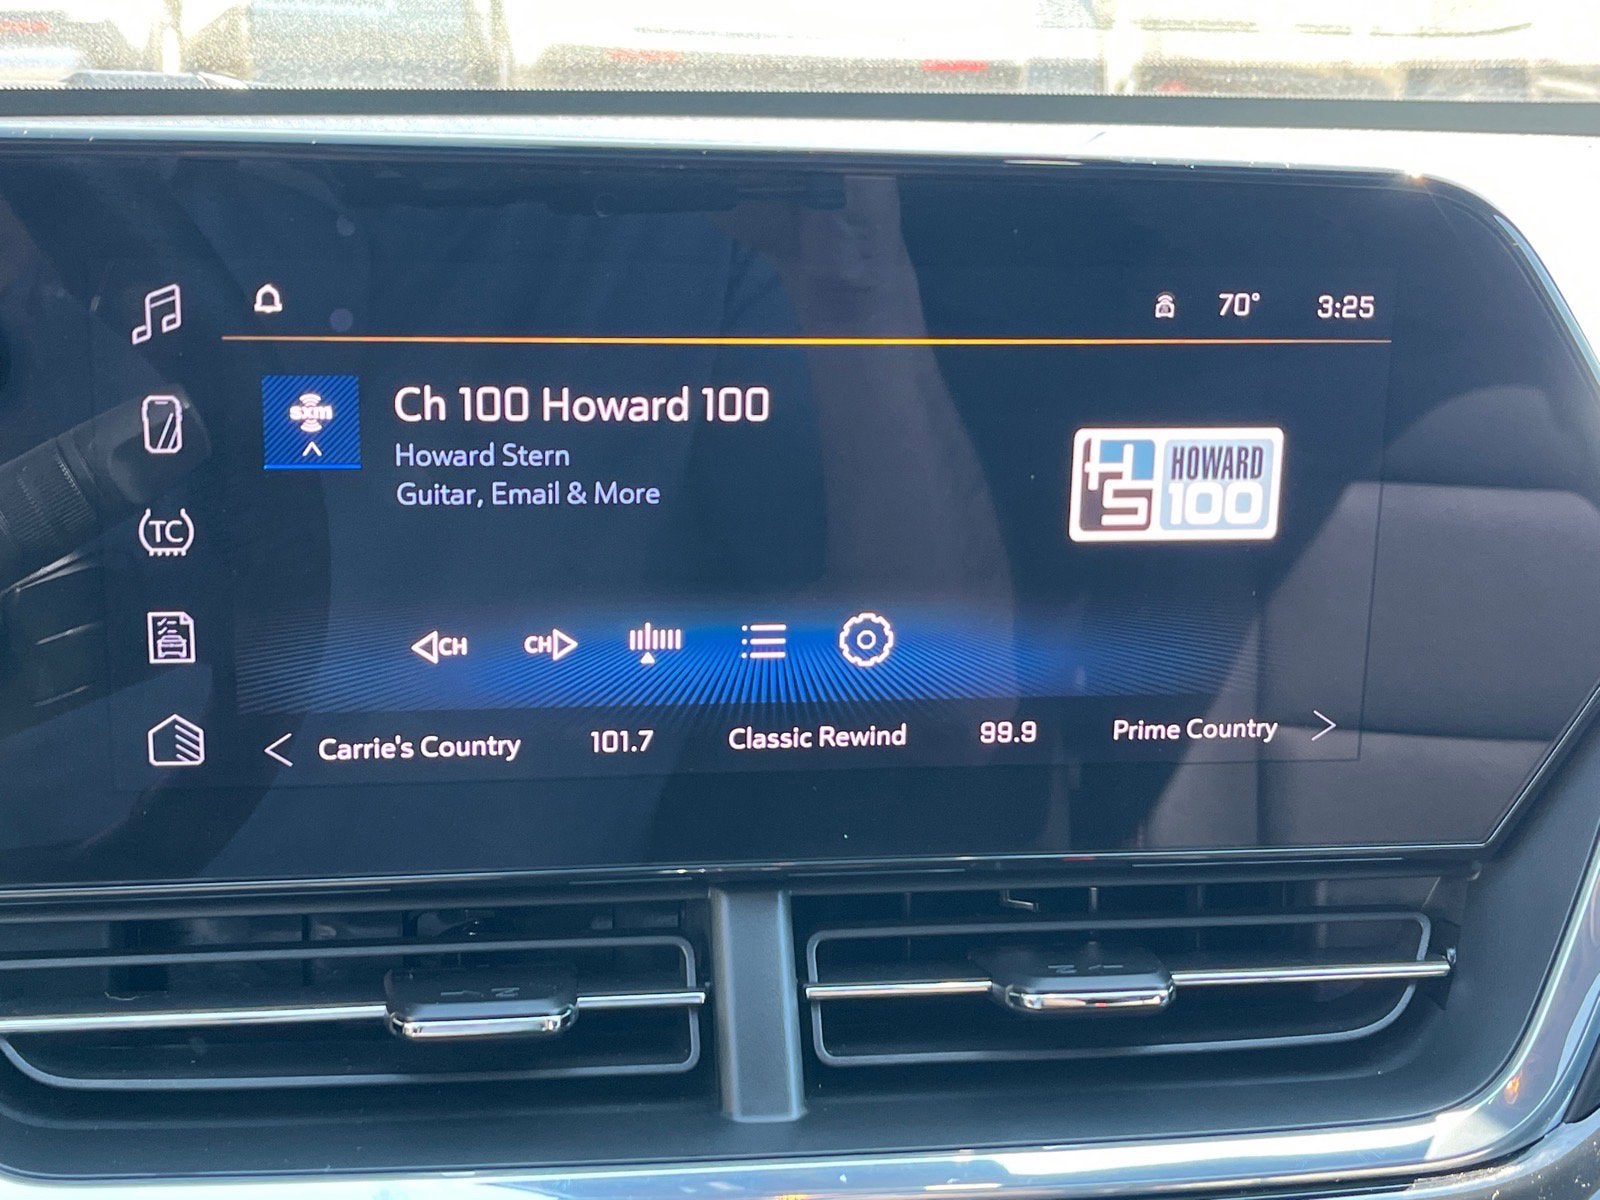 70° 3:25
sxm
Ch 100 Howard 100
Howard Stern
Guitar, Email & More
HS HOWARD
100
TC
CH CH
Carrie's Country 101.7 Classic Rewind 99.9 Prime Country